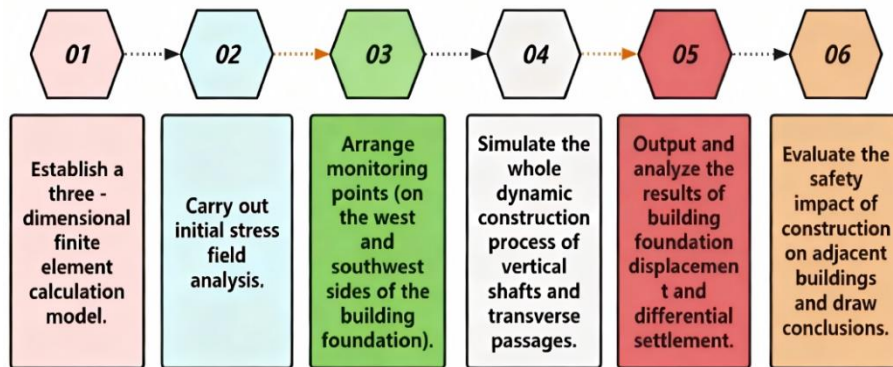 01
02
03
04
05
06
Establish a
three -
dimensional
finite
element
calculation
model.
Carry out
initial stress
field
analysis.
Arrange
monitoring
points (on
the west
and
southwest
sides of the
building
foundation).
Simulate the
whole
dynamic
construction
process of
vertical
shafts and
transverse
passages.
Output and
analyze the
results of
building
foundation
displacemen
t and
differential
settlement.
Evaluate the
safety
impact of
construction
on adjacent
buildings
and draw
conclusions.